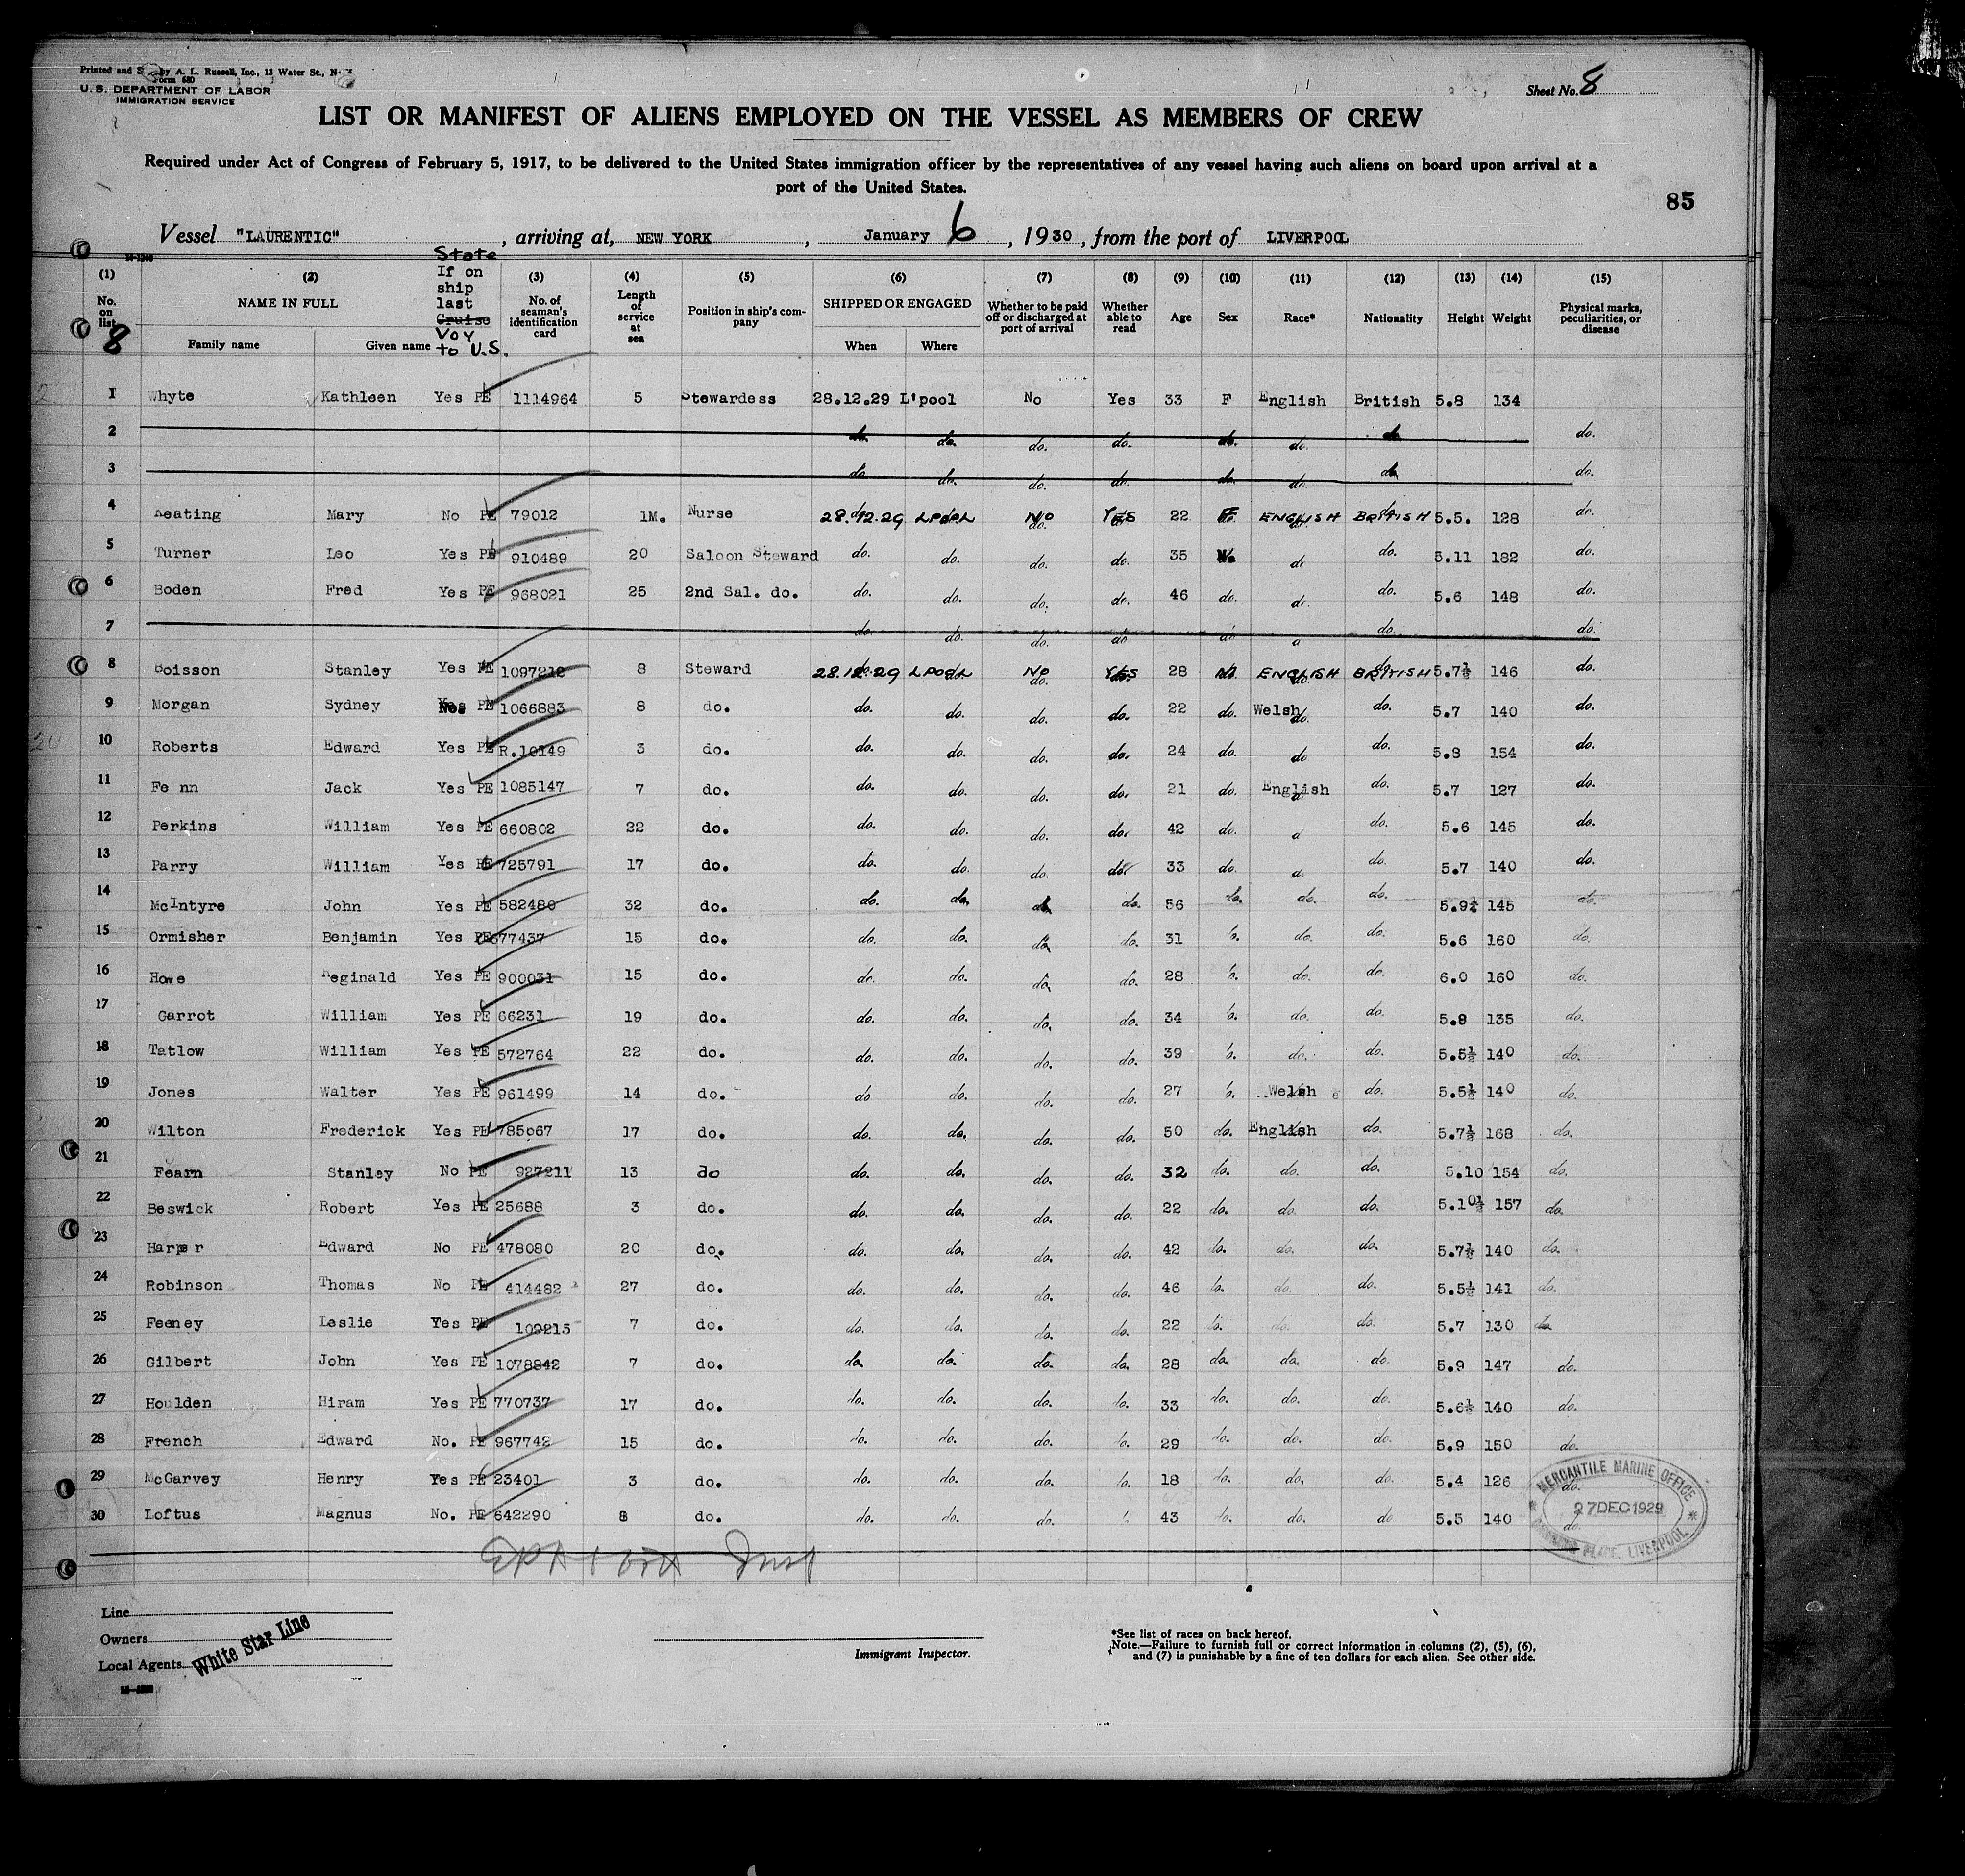 Printed and Sold by A. L. Russell, Inc., 13 Water St., N.Y.
Form 680
U. S. DEPARTMENT OF LABOR
IMMIGRATION SERVICE
Sheet No. 8
LIST OR MANIFEST OF ALIENS EMPLOYED ON THE VESSEL AS MEMBERS OF CREW
Required under Act of Congress of February 5, 1917, to be delivered to the United States immigration officer by the representatives of any vessel having such aliens on board upon arrival at a
port of the United States.
85
Vessel "LAURENTIC", arriving at, NEW YORK, January 6, 1930, from the port of LIVERPOOL
(1) No. on list 8
(2) NAME IN FULL Family name Given name
State If on ship last Cruise Voy to U.S.
(3) No. of seaman's identification card
(4) Length of service at sea
(5) Position in ship's company
(6) SHIPPED OR ENGAGED When Where
(7) Whether to be paid off or discharged at port of arrival
(8) Whether able to read
(9) Age
(10) Sex
(11) Race*
(12) Nationality
(13) Height
(14) Weight
(15) Physical marks, peculiarities, or disease
1 Whyte Kathleen Yes PE 1114964 5 Stewardess 28.12.29 L'pool No Yes 33 F English British 5.8 134
2 do. do. do. do. do. do. do. do.
3 do. do. do. do. do. do. do. do.
4 Keating Mary No PE 79012 1M. Nurse 28.12.29 LPOOL NO YES 22 F ENGLISH BRITISH 5.5. 128 do.
5 Turner Leo Yes PE 910489 20 Saloon Steward do. do. do. do. 35 do. do. 5.11 182 do.
6 Boden Fred Yes PE 968021 25 2nd Sal. do. do. do. do. do. 46 do. do. do. 5.6 148 do.
7 do. do. do. do. do. do. do.
8 Boisson Stanley Yes PE 1097212 8 Steward 28.12.29 LPOOL NO YES 28 do. ENGLISH BRITISH 5.7½ 146 do.
9 Morgan Sydney PE 1066883 8 do. do. do. do. do. 22 do. Welsh do. 5.7 140 do.
10 Roberts Edward Yes PE R.10149 3 do. do. do. do. do. 24 do. do do. 5.8 154 do.
11 Fe nn Jack Yes PE 1085147 7 do. do. do. do. do. 21 do. English do. 5.7 127 do.
12 Perkins William Yes PE 660802 22 do. do. do. do. do. 42 do. do. 5.6 145 do.
13 Parry William Yes PE 725791 17 do. do. do. do. do. 33 do. do. 5.7 140 do.
14 McIntyre John Yes PE 582480 32 do. do. do. do. do. 56 do. do. do. 5.9½ 145 do.
15 Ormisher Benjamin Yes PE 677437 15 do. do. do. do. do. 31 do. do. do. 5.6 160 do.
16 Howe Reginald Yes PE 900031 15 do. do. do. do. do. 28 do. do. do. 6.0 160 do.
17 Garrot William Yes PE 66231 19 do. do. do. do. do. 34 do. do. do. 5.8 135 do.
18 Tatlow William Yes PE 572764 22 do. do. do. do. do. 39 do. do. do. 5.5½ 140 do.
19 Jones Walter Yes PE 961499 14 do. do do. do. do. 27 do. Welsh do. 5.5½ 140 do.
20 Wilton Frederick Yes PE 785067 17 do. do. do. do. do. 50 do. English do. 5.7½ 168 do.
21 Fearn Stanley No PE 927211 13 do do. do. do. do. 32 do. do. do. 5.10 154 do.
22 Beswick Robert Yes PE 25688 3 do. do. do. do. do. 22 do. do. do. 5.10½ 157 do.
23 Harper Edward No PE 478080 20 do. do. do. do. do. 42 do. do. do. 5.7½ 140 do.
24 Robinson Thomas No PE 414482 27 do. do. do. do. do. 46 do. do. do. 5.5½ 141 do.
25 Feeney Leslie Yes PE 109215 7 do. do. do. do. do. 22 do. do. do. 5.7 130 do.
26 Gilbert John Yes PE 1078842 7 do. do. do. do. do. 28 do. do. do. 5.9 147 do.
27 Houlden Hiram Yes PE 770737 17 do. do. do. do. do. 33 do. do. do. 5.6½ 140 do.
28 French Edward No. PE 967742 15 do. do. do. do. do. 29 do. do. do. 5.9 150 do.
29 McGarvey Henry Yes PE 23401 3 do. do. do. do. do. 18 do. do. do. 5.4 126 do.
30 Loftus Magnus No. PE 642290 8 do. do. do. do. 43 do. do. do 5.5 140 do.
MERCANTILE MARINE OFFICE
27 DEC 1929
PLACE, LIVERPOOL
Line
Owners
Local Agents White Star Line
Immigrant Inspector.
*See list of races on back hereof.
Note.—Failure to furnish full or correct information in columns (2), (5), (6),
and (7) is punishable by a fine of ten dollars for each alien. See other side.